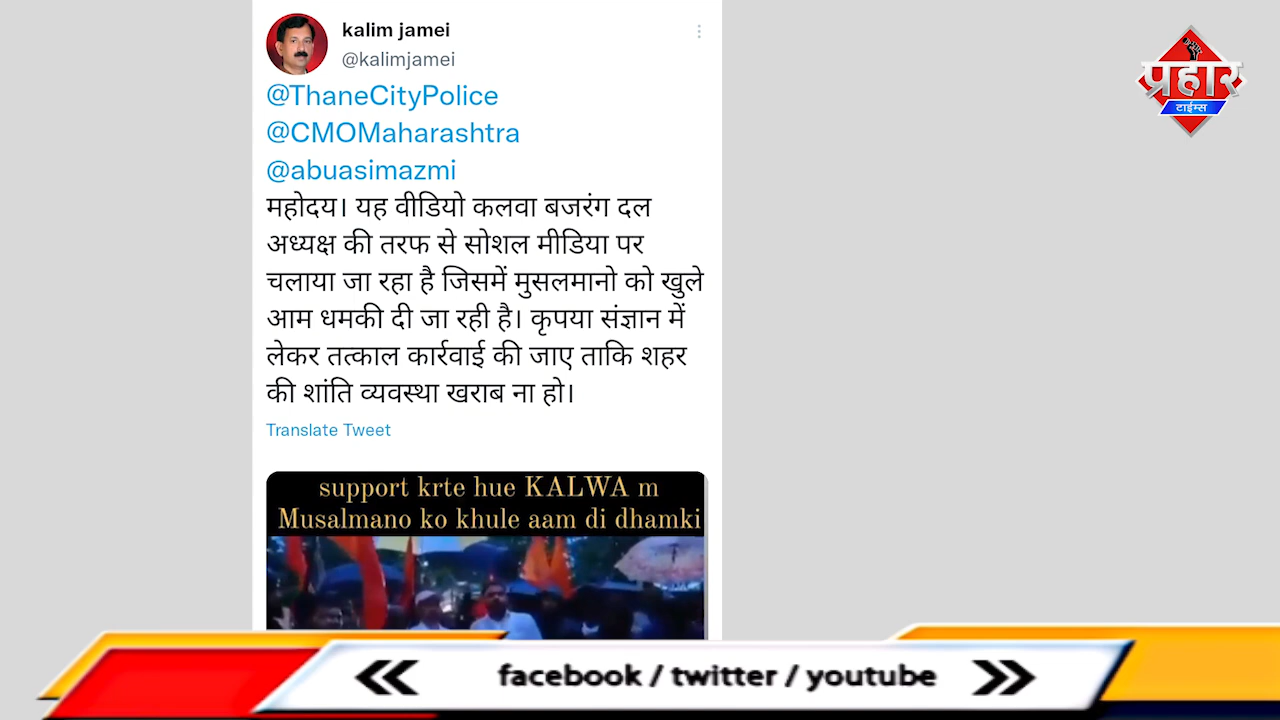 kalim jamei
@kalimjamei
@ThaneCityPolice
@CMOMaharashtra
@abuasimazmi
महोदय। यह वीडियो कलवा बजरंग दल
अध्यक्ष की तरफ से सोशल मीडिया पर
चलाया जा रहा है जिसमें मुसलमानो को खुले
आम धमकी दी जा रही है। कृपया संज्ञान में
लेकर तत्काल कार्रवाई की जाए ताकि शहर
की शांति व्यवस्था खराब ना हो।
Translate Tweet
support krte hue KALWA m
Musalmano ko khule aam di dhamki
प्रहार
टाईम्स
facebook / twitter / youtube